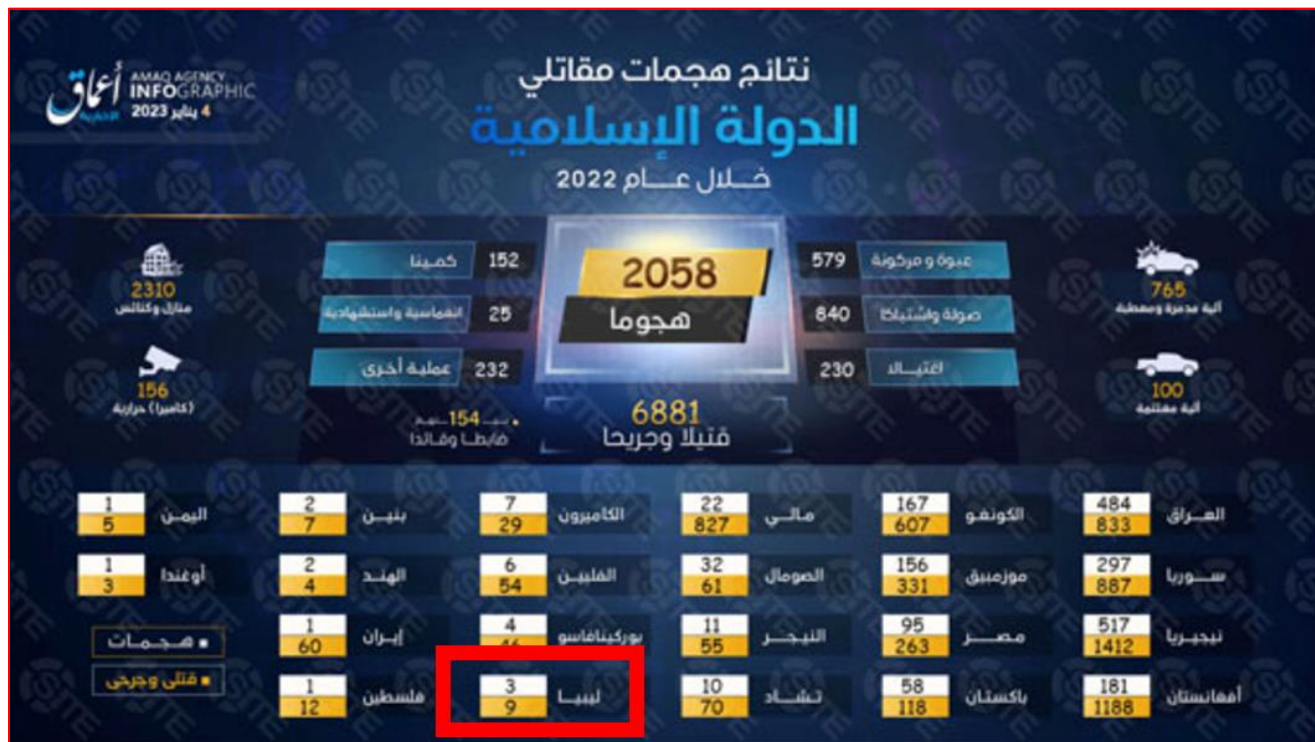 أعماق الإخبارية
AMAQ AGENCY
INFOGRAPHIC
4 يناير 2023
نتائج هجمات مقاتلي
الدولة الإسلامية
خلال عام 2022
2058
هجوما
579 عبوة و مركونة
840 صولة واشتباكا
230 اغتيالا
152 كمينا
25 انغماسية واستشهادية
232 عملية أخرى
765
آلية مدمرة ومعطبة
100
آلية مغتنمة
2310
منازل وكنائس
156
(كاميرا) حرارية
6881
قتيلا وجريحا
154
ضابطا وقائدا
العراق 484 833
الكونغو 167 607
مالي 22 827
الكاميرون 7 29
بنين 2 7
اليمن 1 5
سوريا 297 887
موزمبيق 156 331
الصومال 32 61
الفلبين 6 54
الهند 2 4
أوغندا 1 3
نيجيريا 517 1412
مصر 95 263
النيجر 11 55
بوركينافاسو 4
إيران 1 60
أفغانستان 181 1188
باكستان 58 118
تشاد 10 70
ليبيا 3 9
فلسطين 1 12
هجمات
قتلى وجرحى
SITE